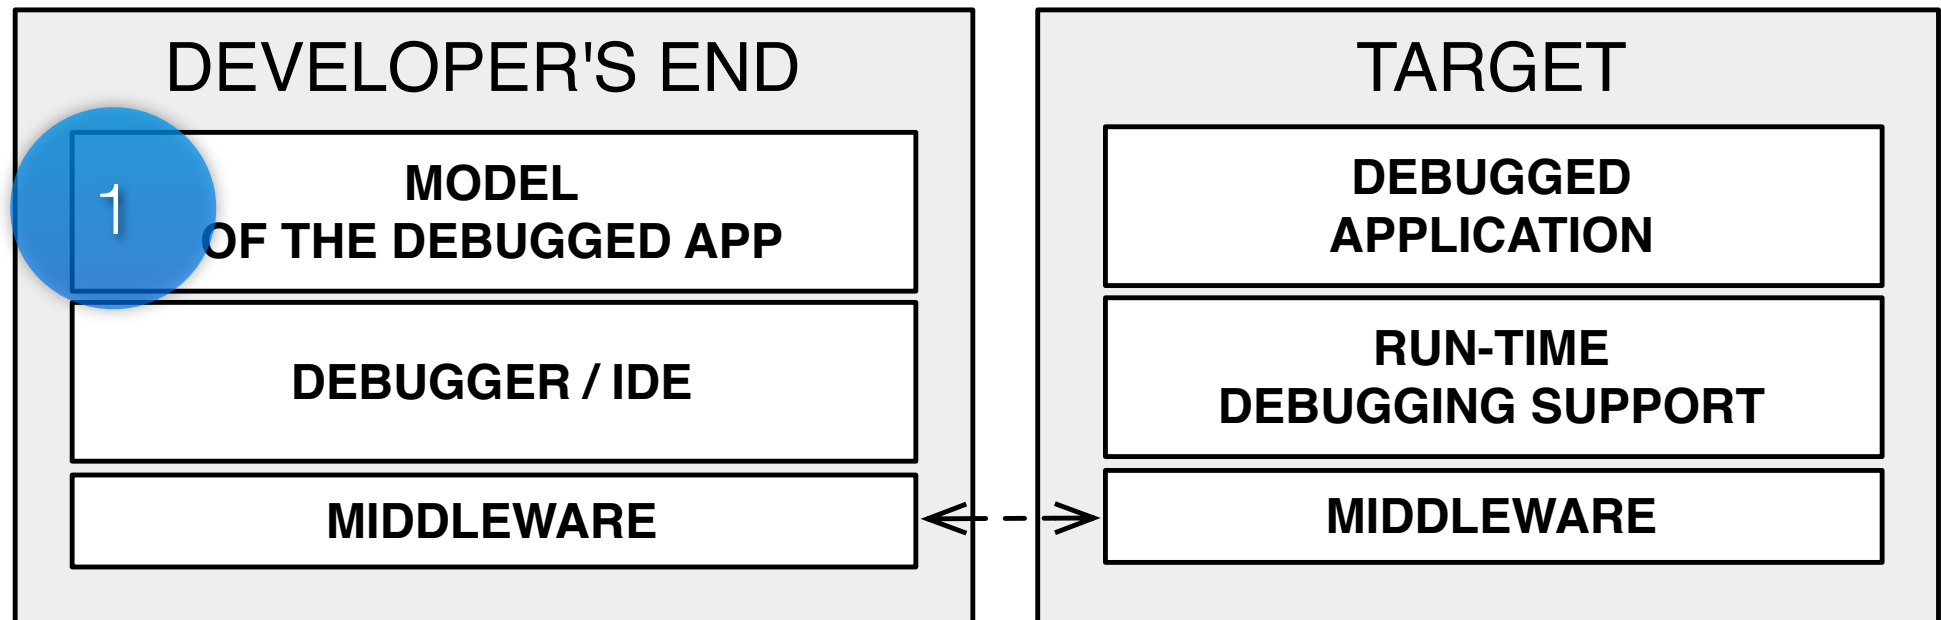 DEVELOPER'S END
1
MODEL
OF THE DEBUGGED APP
DEBUGGER / IDE
MIDDLEWARE
TARGET
DEBUGGED
APPLICATION
RUN-TIME
DEBUGGING SUPPORT
MIDDLEWARE